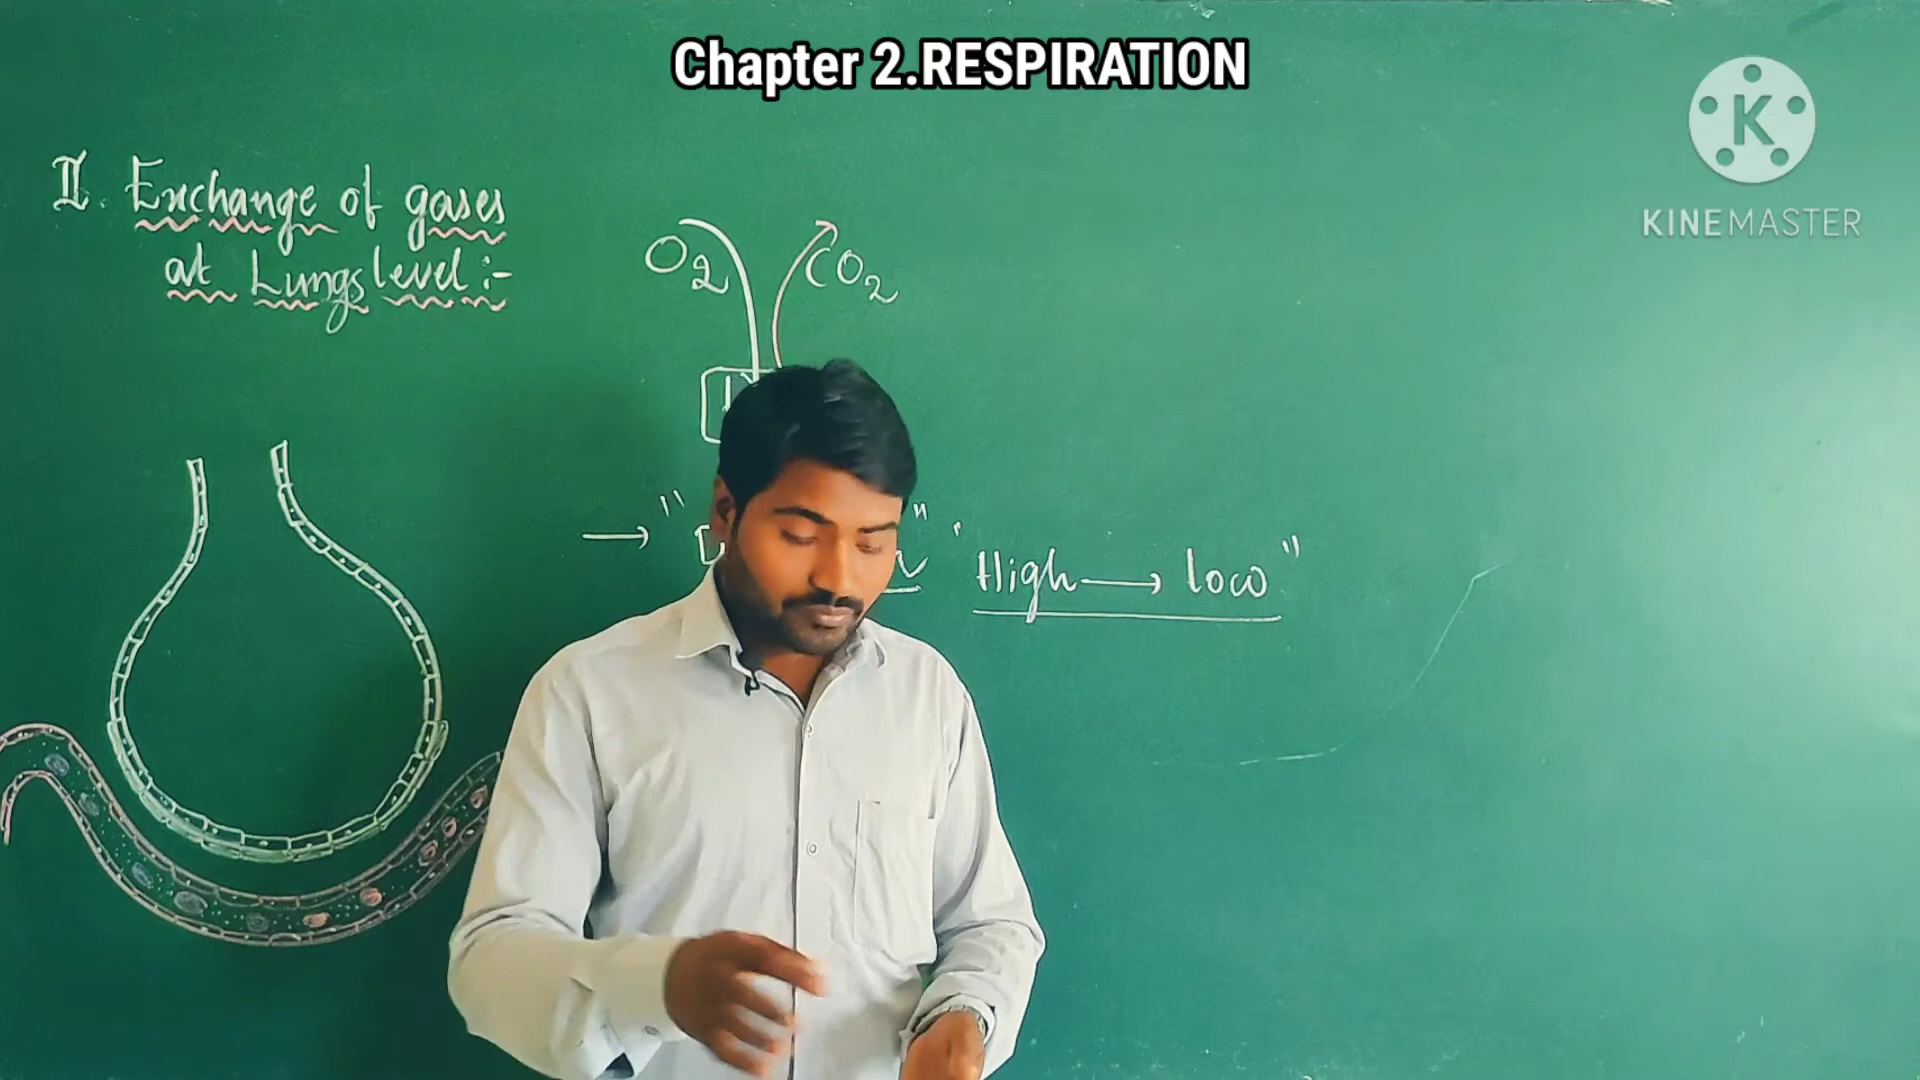 Chapter 2.RESPIRATION
K
KINEMASTER
II. Exchange of gases
at Lungs level :-
O2
CO2
→ " " "High → low"